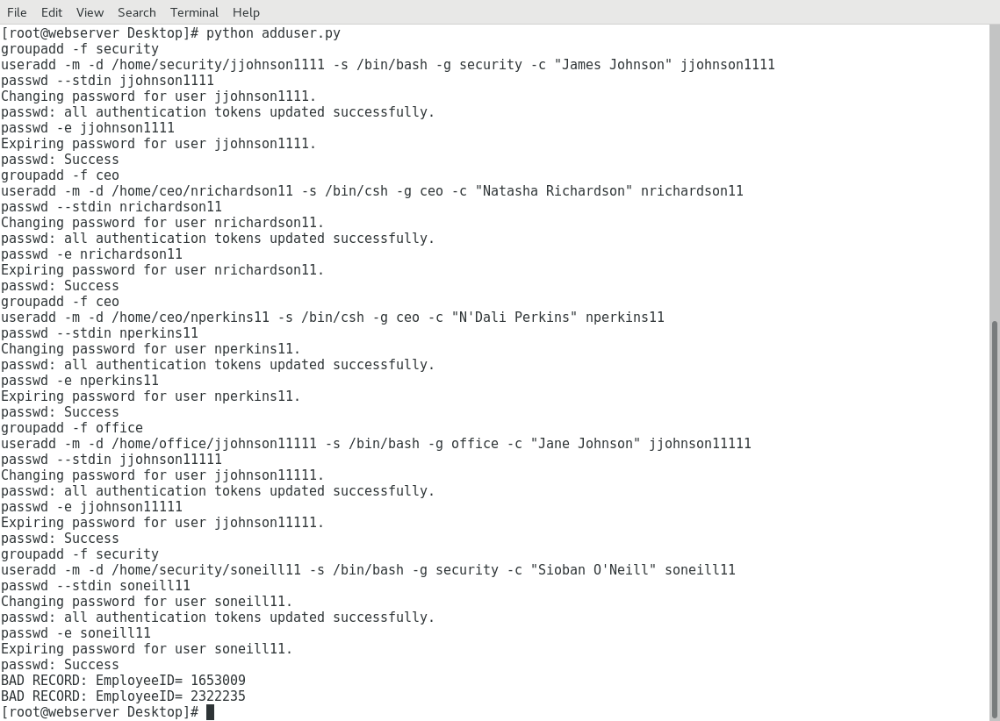 File Edit View Search Terminal Help
[root@webserver Desktop]# python adduser.py
groupadd -f security
useradd -m -d /home/security/jjohnson1111 -s /bin/bash -g security -c "James Johnson" jjohnson1111
passwd --stdin jjohnson1111
Changing password for user jjohnson1111.
passwd: all authentication tokens updated successfully.
passwd -e jjohnson1111
Expiring password for user jjohnson1111.
passwd: Success
groupadd -f ceo
useradd -m -d /home/ceo/nrichardson11 -s /bin/csh -g ceo -c "Natasha Richardson" nrichardson11
passwd --stdin nrichardson11
Changing password for user nrichardson11.
passwd: all authentication tokens updated successfully.
passwd -e nrichardson11
Expiring password for user nrichardson11.
passwd: Success
groupadd -f ceo
useradd -m -d /home/ceo/nperkins11 -s /bin/csh -g ceo -c "N'Dali Perkins" nperkins11
passwd --stdin nperkins11
Changing password for user nperkins11.
passwd: all authentication tokens updated successfully.
passwd -e nperkins11
Expiring password for user nperkins11.
passwd: Success
groupadd -f office
useradd -m -d /home/office/jjohnson11111 -s /bin/bash -g office -c "Jane Johnson" jjohnson11111
passwd --stdin jjohnson11111
Changing password for user jjohnson11111.
passwd: all authentication tokens updated successfully.
passwd -e jjohnson11111
Expiring password for user jjohnson11111.
passwd: Success
groupadd -f security
useradd -m -d /home/security/soneill11 -s /bin/bash -g security -c "Sioban O'Neill" soneill11
passwd --stdin soneill11
Changing password for user soneill11.
passwd: all authentication tokens updated successfully.
passwd -e soneill11
Expiring password for user soneill11.
passwd: Success
BAD RECORD: EmployeeID= 1653009
BAD RECORD: EmployeeID= 2322235
[root@webserver Desktop]#